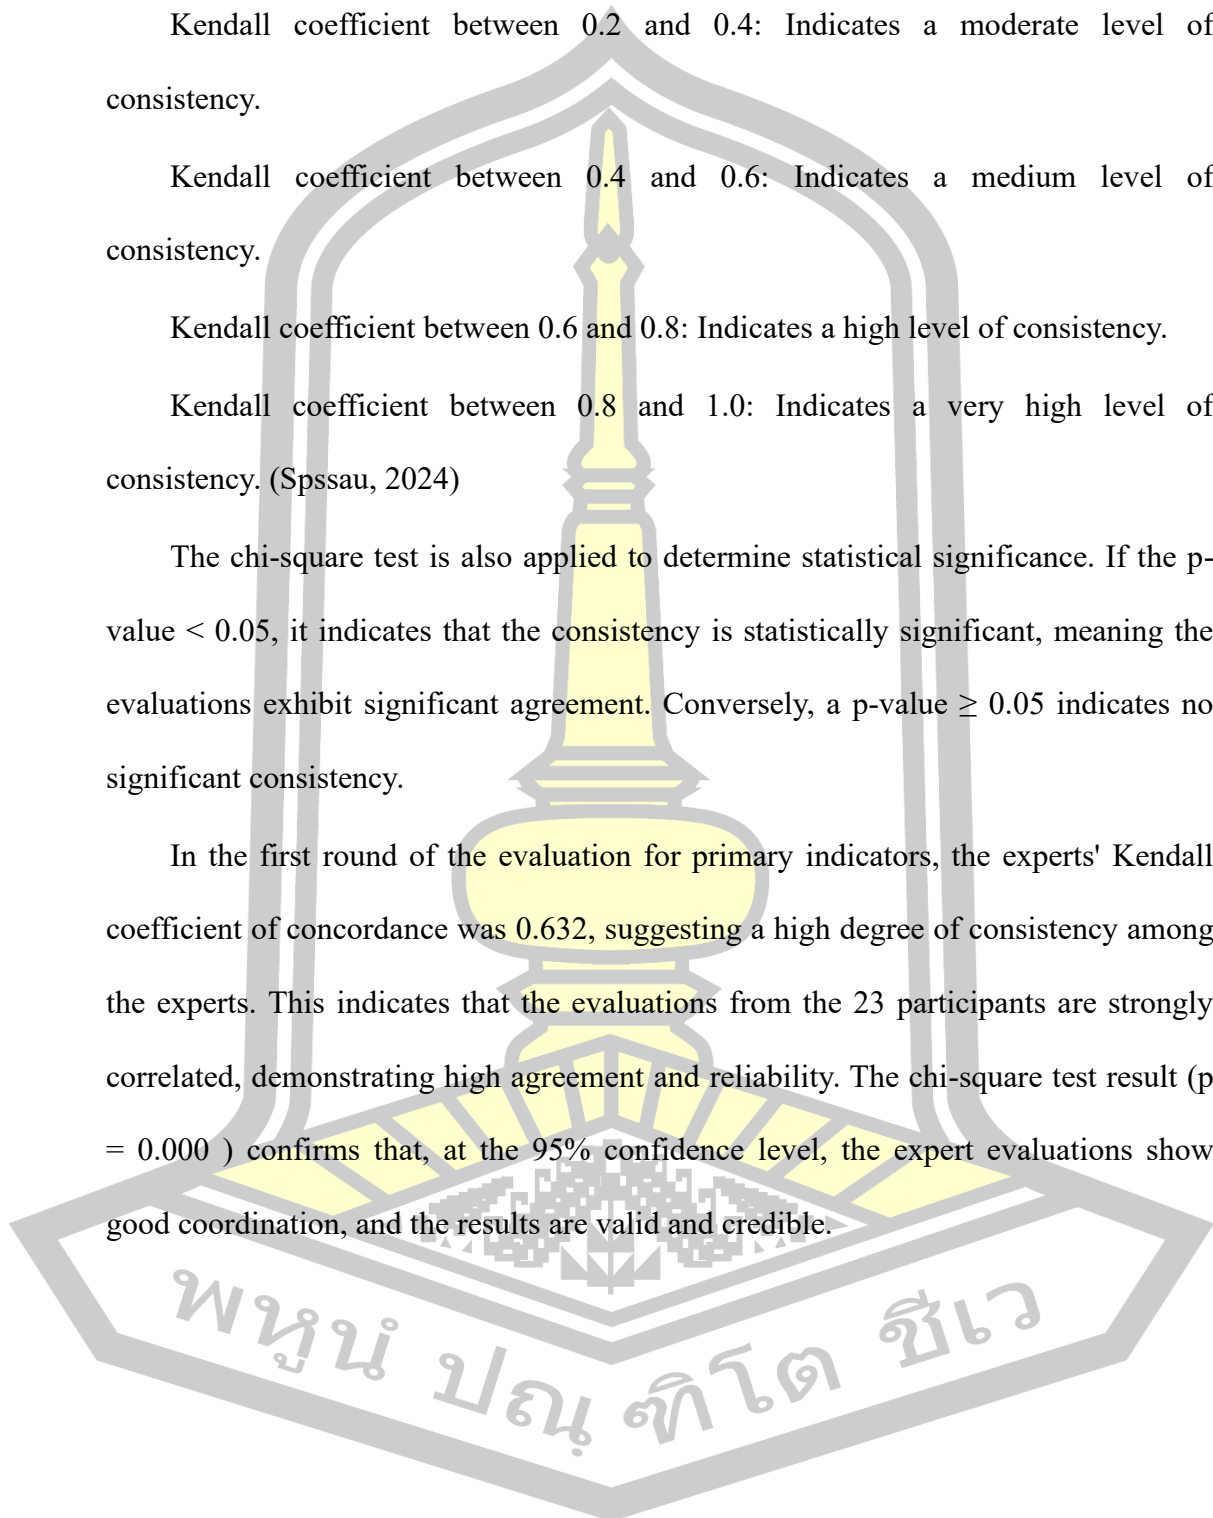 Kendall coefficient between 0.2 and 0.4: Indicates a moderate level of
consistency.
Kendall coefficient between 0.4 and 0.6: Indicates a medium level of
consistency.
Kendall coefficient between 0.6 and 0.8: Indicates a high level of consistency.
Kendall coefficient between 0.8 and 1.0: Indicates a very high level of
consistency. (Spssau, 2024)
The chi-square test is also applied to determine statistical significance. If the p-
value < 0.05, it indicates that the consistency is statistically significant, meaning the
evaluations exhibit significant agreement. Conversely, a p-value ≥ 0.05 indicates no
significant consistency.
In the first round of the evaluation for primary indicators, the experts' Kendall
coefficient of concordance was 0.632, suggesting a high degree of consistency among
the experts. This indicates that the evaluations from the 23 participants are strongly
correlated, demonstrating high agreement and reliability. The chi-square test result (p
= 0.000 ) confirms that, at the 95% confidence level, the expert evaluations show
good coordination, and the results are valid and credible.
พหูนํ ปณฺฑิโต ชีเว